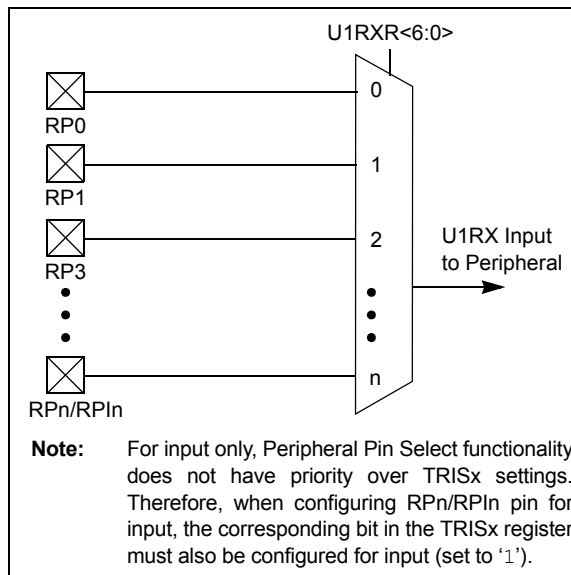 U1RXR<6:0>
RP0
0
RP1
1
RP3
2
U1RX Input
to Peripheral
RPn/RPIn
n
Note: For input only, Peripheral Pin Select functionality
does not have priority over TRISx settings.
Therefore, when configuring RPn/RPIn pin for
input, the corresponding bit in the TRISx register
must also be configured for input (set to ‘1’).